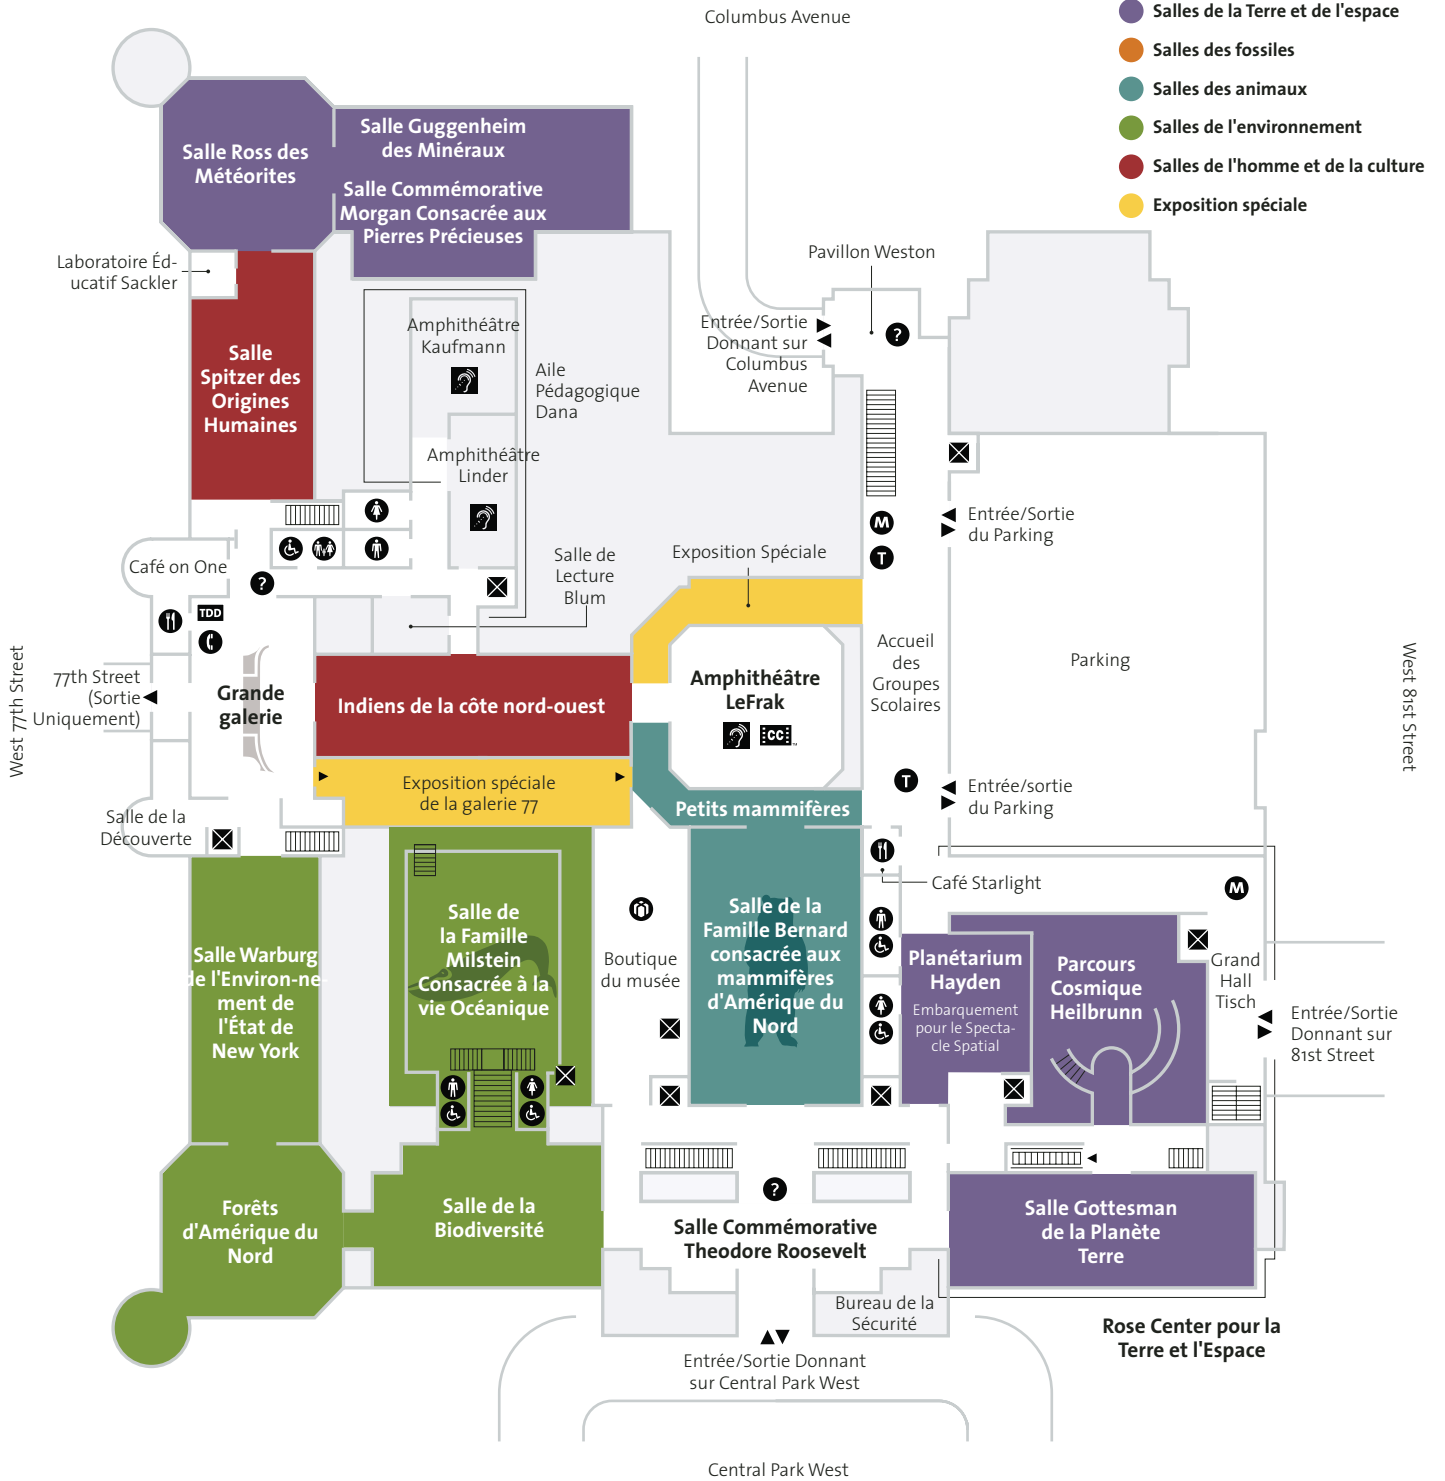 Columbus Avenue
Salles de la Terre et de l'espace
Salles des fossiles
Salles des animaux
Salles de l'environnement
Salles de l'homme et de la culture
Exposition spéciale
Salle Ross des
Météorites
Salle Guggenheim
des Minéraux
Salle Commémorative
Morgan Consacrée aux
Pierres Précieuses
Laboratoire Éd-
ucatif Sackler
Pavillon Weston
Entrée/Sortie
Donnant sur
Columbus
Avenue
?
Salle
Spitzer des
Origines
Humaines
Amphithéâtre
Kaufmann
Aile
Pédagogique
Dana
Amphithéâtre
Linder
M
T
Entrée/Sortie
du Parking
Café on One
?
TDD
Salle de
Lecture
Blum
Exposition Spéciale
Accueil
des
Groupes
Scolaires
Parking
West 77th Street
West 81st Street
77th Street
(Sortie
Uniquement)
Grande
galerie
Indiens de la côte nord-ouest
Amphithéâtre
LeFrak
CC
Exposition spéciale
de la galerie 77
T
Entrée/sortie
du Parking
Petits mammifères
Salle de la
Découverte
Café Starlight
M
Salle Warburg
de l'Environ-ne-
ment de
l'État de
New York
Salle de
la Famille
Milstein
Consacrée à la
vie Océanique
Boutique
du musée
Salle de la
Famille Bernard
consacrée aux
mammifères
d'Amérique du
Nord
Planétarium
Hayden
Embarquement
pour le Specta-
cle Spatial
Parcours
Cosmique
Heilbrunn
Grand
Hall
Tisch
Entrée/Sortie
Donnant sur
81st Street
Forêts
d'Amérique du
Nord
Salle de la
Biodiversité
?
Salle Commémorative
Theodore Roosevelt
Salle Gottesman
de la Planète
Terre
Bureau de la
Sécurité
Rose Center pour la
Terre et l'Espace
Entrée/Sortie Donnant
sur Central Park West
Central Park West